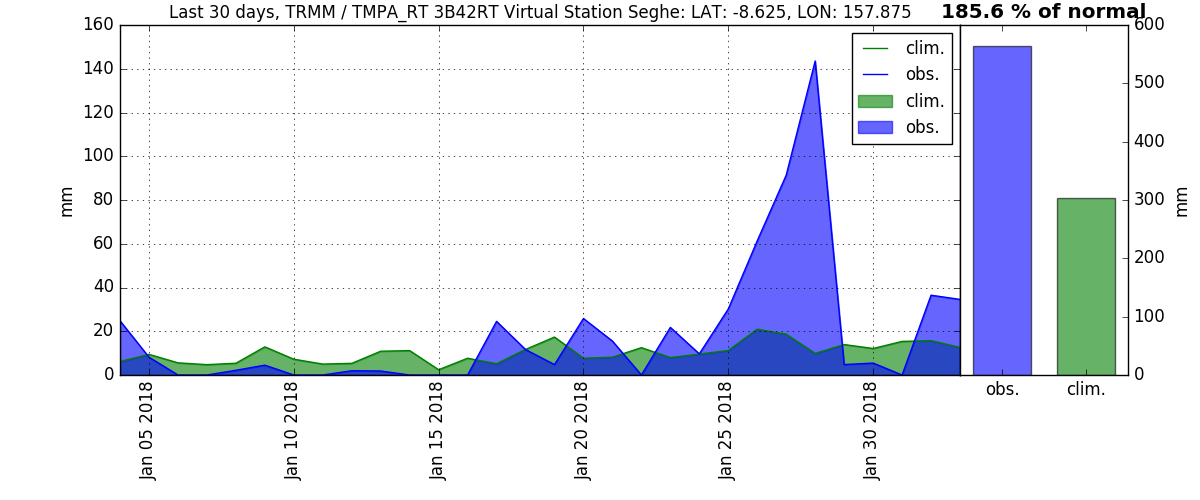 Last 30 days, TRMM / TMPA_RT 3B42RT Virtual Station Seghe: LAT: -8.625, LON: 157.875
185.6 % of normal
160
140
120
100
80
60
40
20
0
mm
clim.
obs.
clim.
obs.
600
500
400
300
200
100
0
mm
Jan 05 2018
Jan 10 2018
Jan 15 2018
Jan 20 2018
Jan 25 2018
Jan 30 2018
obs.
clim.